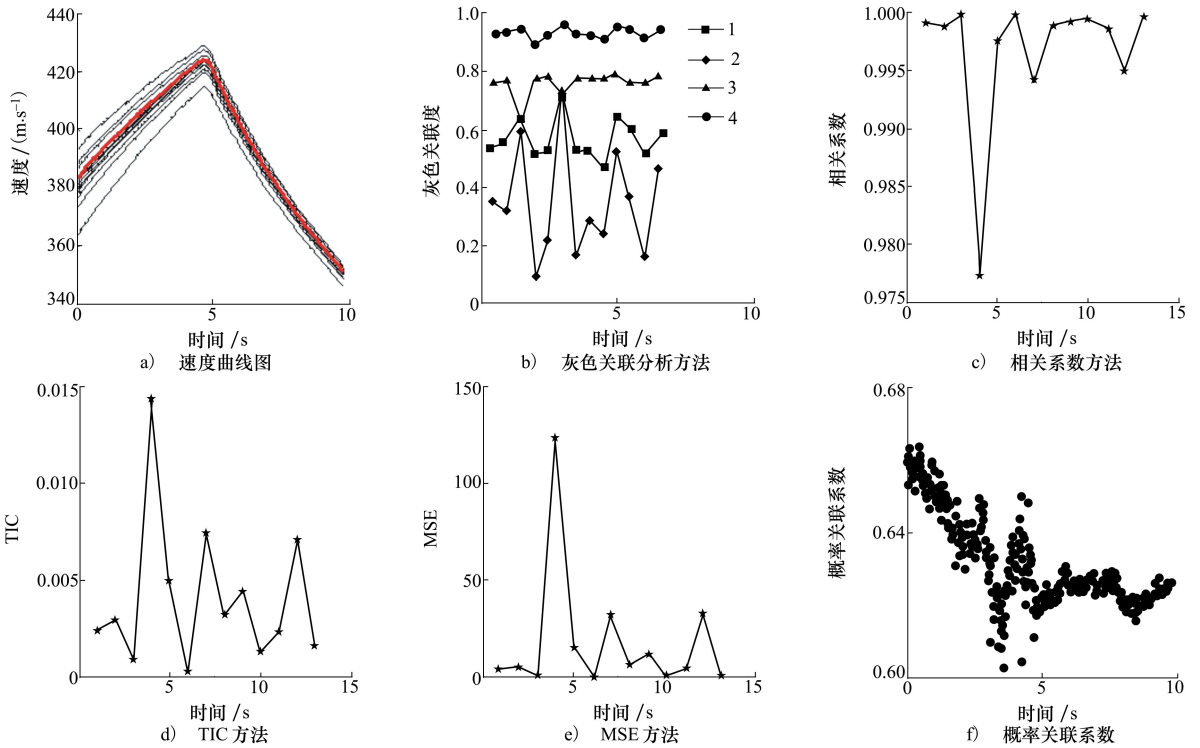 440
420
400
380
360
340
0
5
10
速度/(m·s⁻¹)
时间/s
a) 速度曲线图
1.0
0.8
0.6
0.4
0.2
0
5
10
灰色关联度
1
2
3
4
时间/s
b) 灰色关联分析方法
1.000
0.995
0.990
0.985
0.980
0.975
0
5
10
15
相关系数
时间/s
c) 相关系数方法
0.015
0.010
0.005
0
5
10
15
TIC
时间/s
d) TIC方法
150
100
50
0
5
10
15
MSE
时间/s
e) MSE方法
0.68
0.64
0.60
0
5
10
概率关联系数
时间/s
f) 概率关联系数